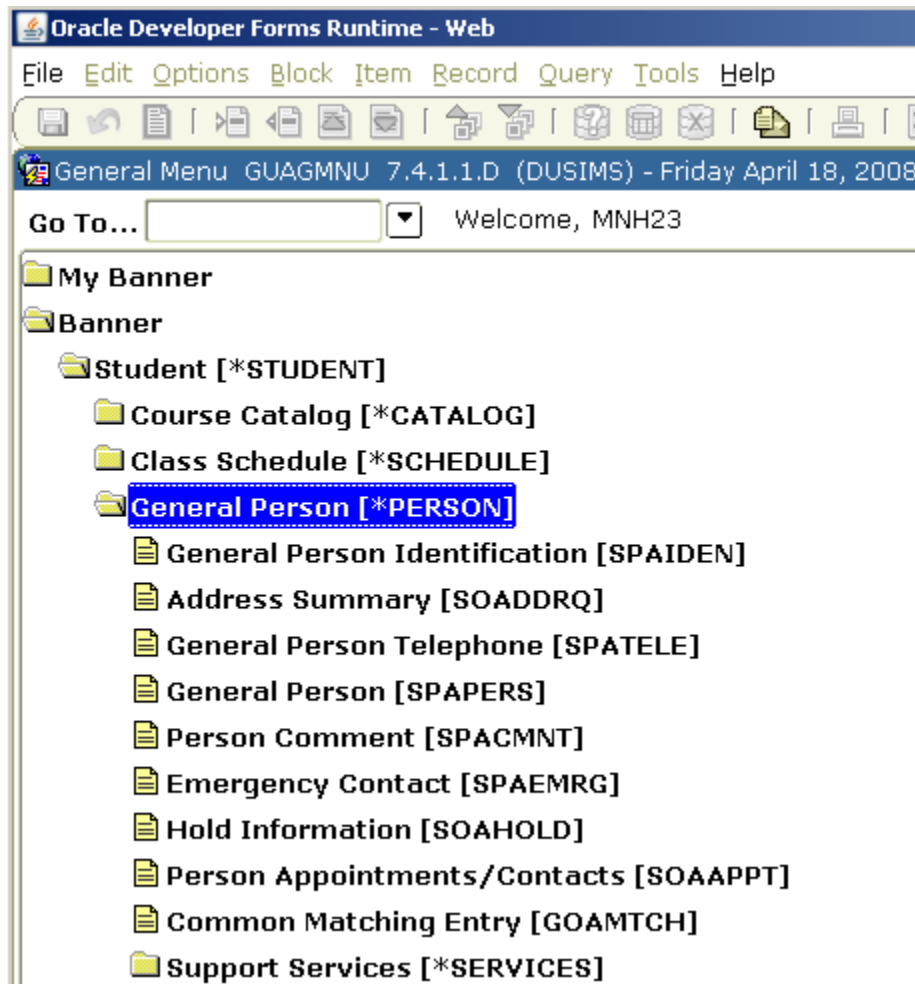 Oracle Developer Forms Runtime - Web
File Edit Options Block Item Record Query Tools Help
General Menu GUAGMNU 7.4.1.1.D (DUSIMS) - Friday April 18, 2008
Go To... Welcome, MNH23
My Banner
Banner
Student [*STUDENT]
Course Catalog [*CATALOG]
Class Schedule [*SCHEDULE]
General Person [*PERSON]
General Person Identification [SPAIDEN]
Address Summary [SOADDRQ]
General Person Telephone [SPATELE]
General Person [SPAPERS]
Person Comment [SPACMNT]
Emergency Contact [SPAEMRG]
Hold Information [SOAHOLD]
Person Appointments/Contacts [SOAAPPT]
Common Matching Entry [GOAMTCH]
Support Services [*SERVICES]